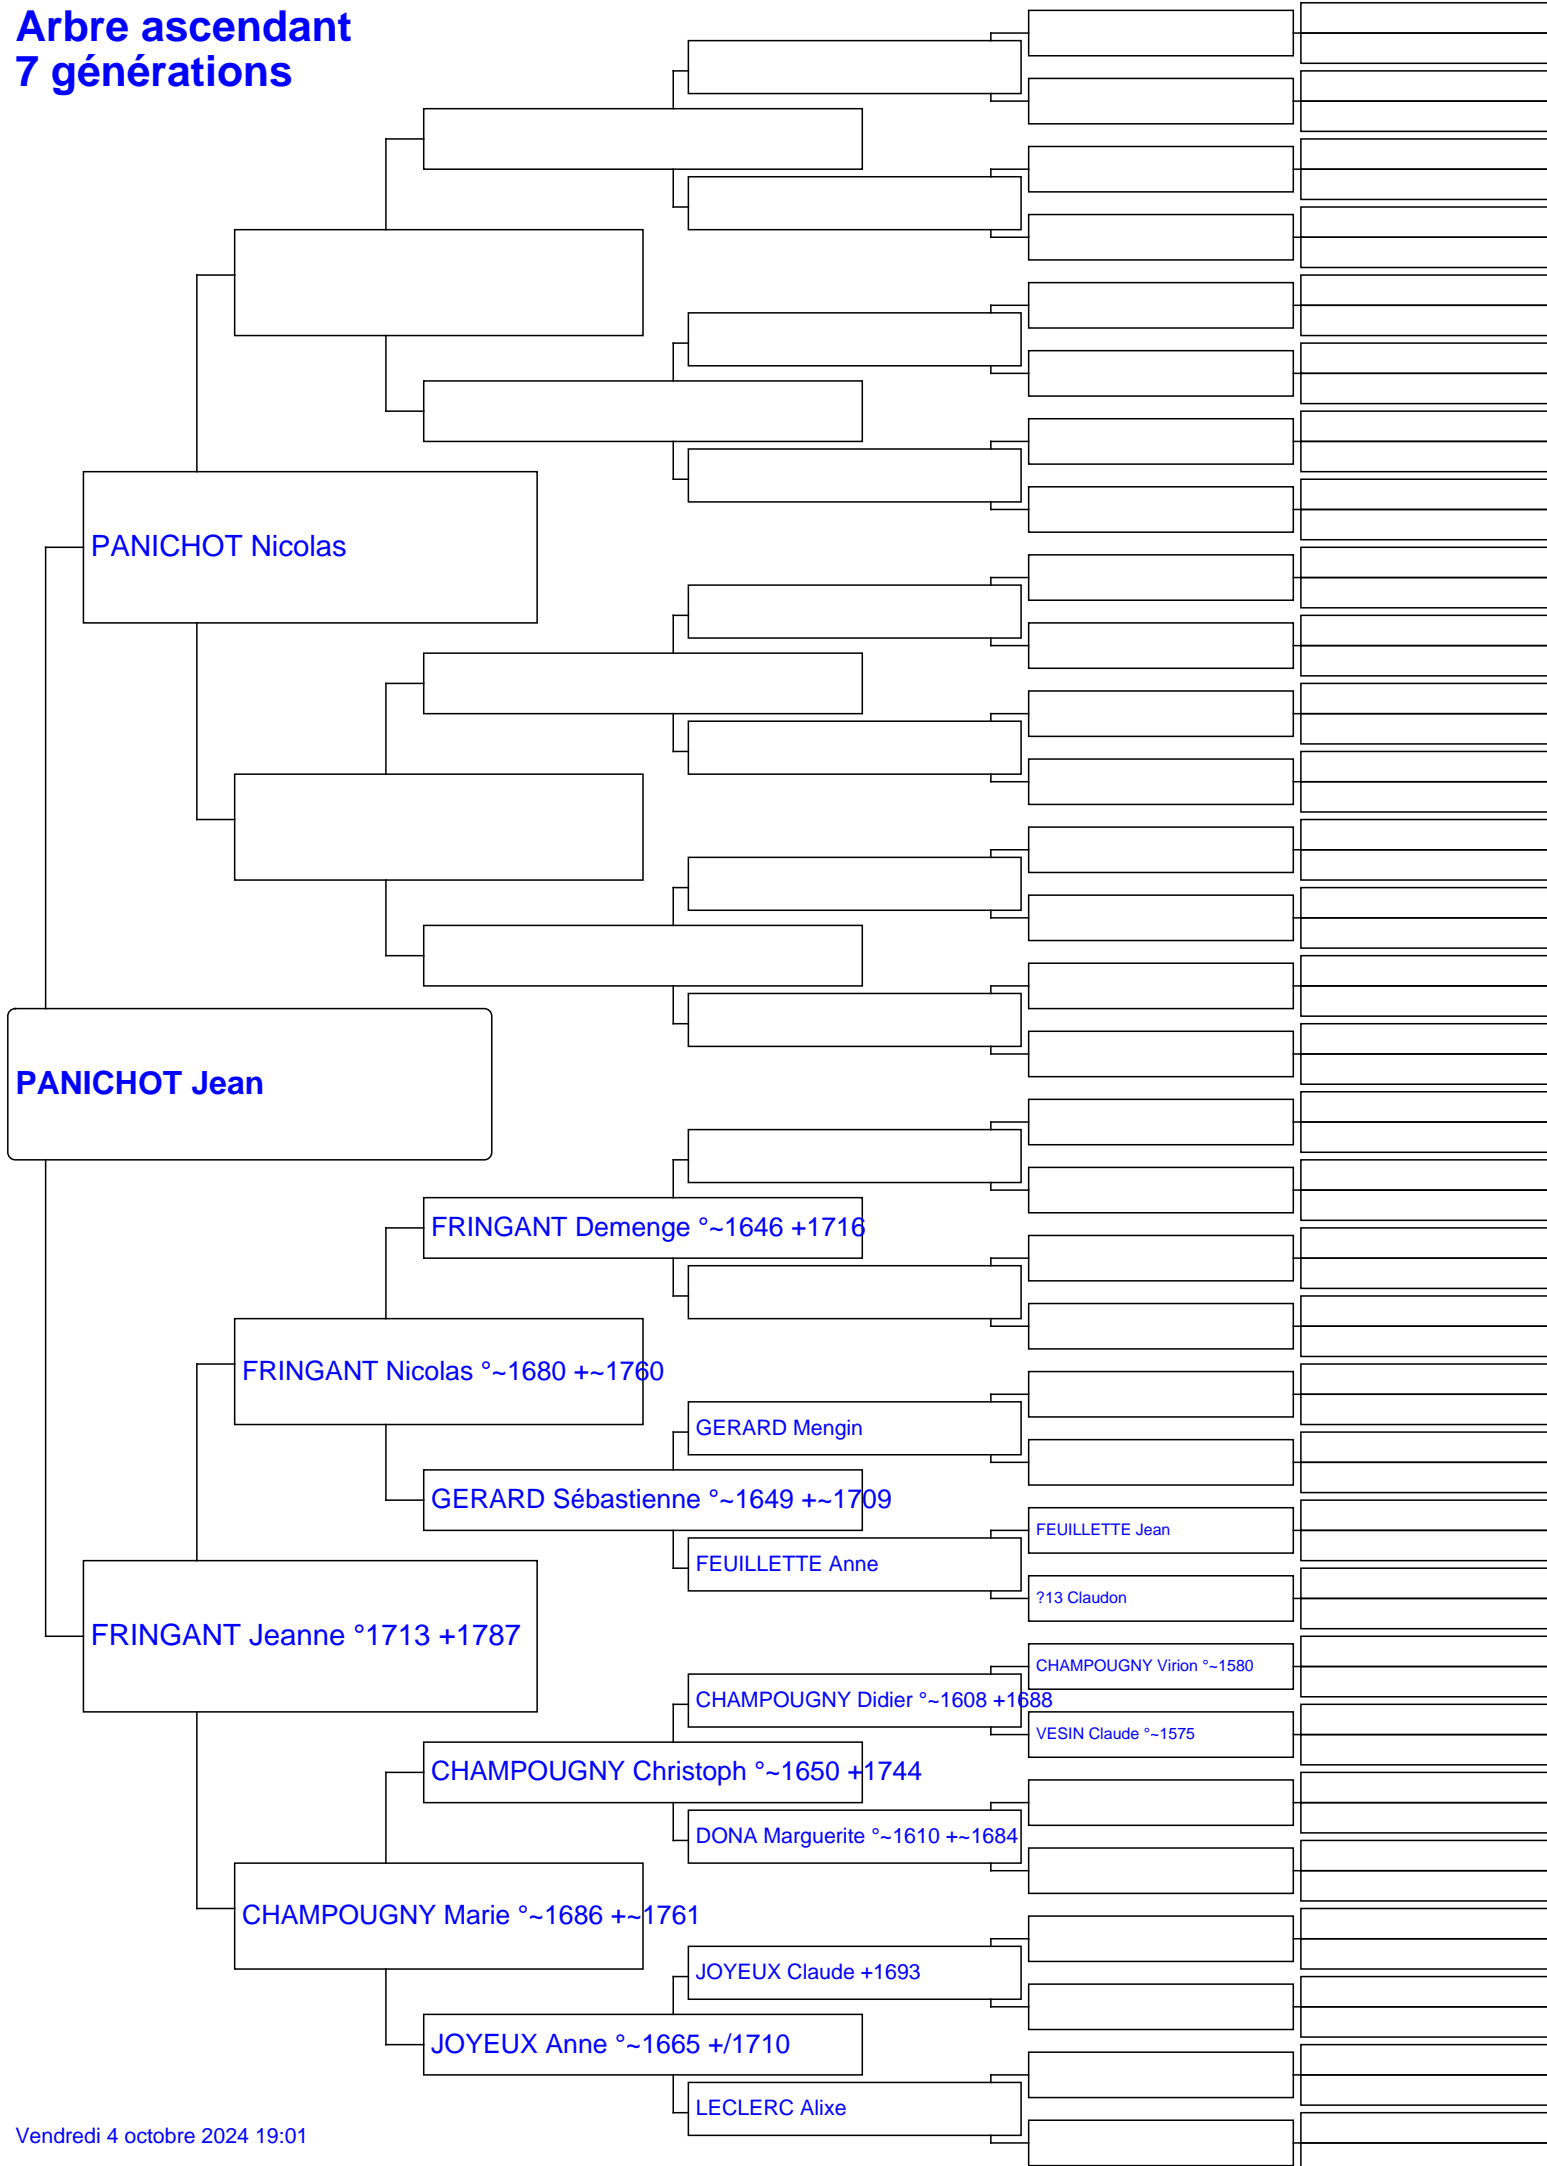 Arbre ascendant
7 générations
PANICHOT Nicolas
PANICHOT Jean
FRINGANT Demenge °~1646 +1716
FRINGANT Nicolas °~1680 +~1760
GERARD Mengin
GERARD Sébastienne °~1649 +~1709
FEUILLETTE Jean
FEUILLETTE Anne
?13 Claudon
FRINGANT Jeanne °1713 +1787
CHAMPOUGNY Virion °~1580
CHAMPOUGNY Didier °~1608 +1688
VESIN Claude °~1575
CHAMPOUGNY Christoph °~1650 +1744
DONA Marguerite °~1610 +~1684
CHAMPOUGNY Marie °~1686 +~1761
JOYEUX Claude +1693
JOYEUX Anne °~1665 +/1710
LECLERC Alixe
Vendredi 4 octobre 2024 19:01